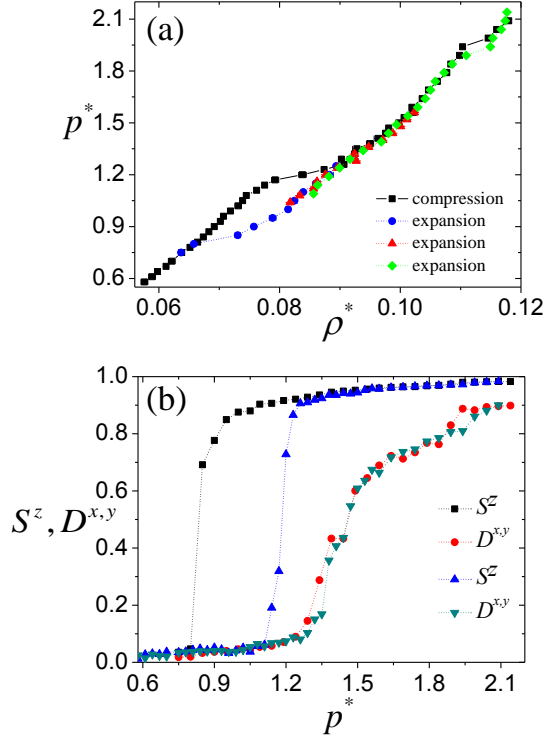 (a)
p*
2.1
1.8
1.5
1.2
0.9
0.6
compression
expansion
expansion
expansion
0.06 0.08 0.10 0.12
ρ*
(b)
S^z, D^{x,y}
1.0
0.8
0.6
0.4
0.2
0.0
S^z
D^{x,y}
S^z
D^{x,y}
0.6 0.9 1.2 1.5 1.8 2.1
p*